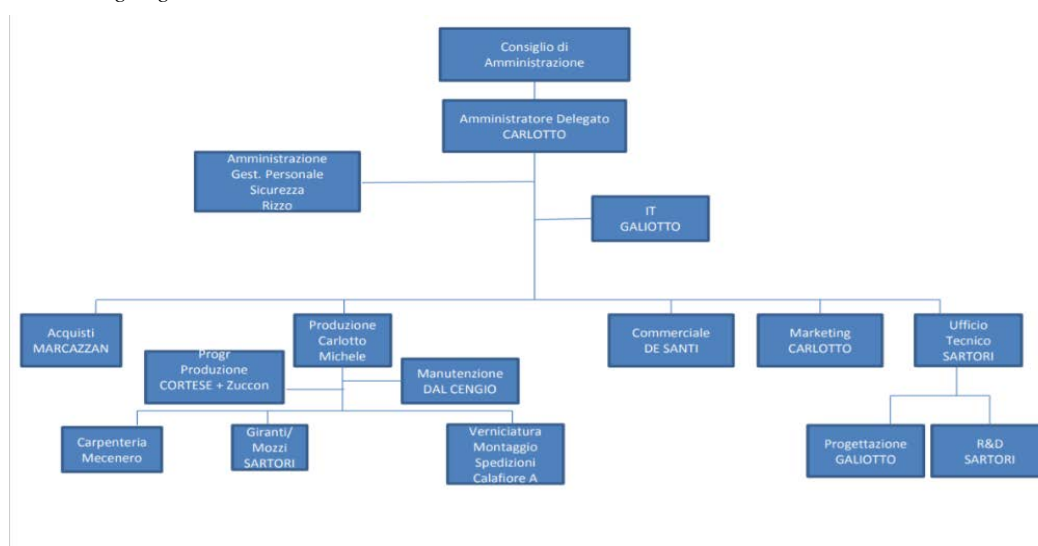 Consiglio di
Amministrazione
Amministratore Delegato
CARLOTTO
Amministrazione
Gest. Personale
Sicurezza
Rizzo
IT
GALIOTTO
Acquisti
MARCAZZAN
Produzione
Carlotto
Michele
Commerciale
DE SANTI
Marketing
CARLOTTO
Ufficio
Tecnico
SARTORI
Progr
Produzione
CORTESE + Zuccon
Manutenzione
DAL CENGIO
Carpenteria
Mecenero
Giranti/
Mozzi
SARTORI
Verniciatura
Montaggio
Spedizioni
Calafiore A
Progettazione
GALIOTTO
R&D
SARTORI